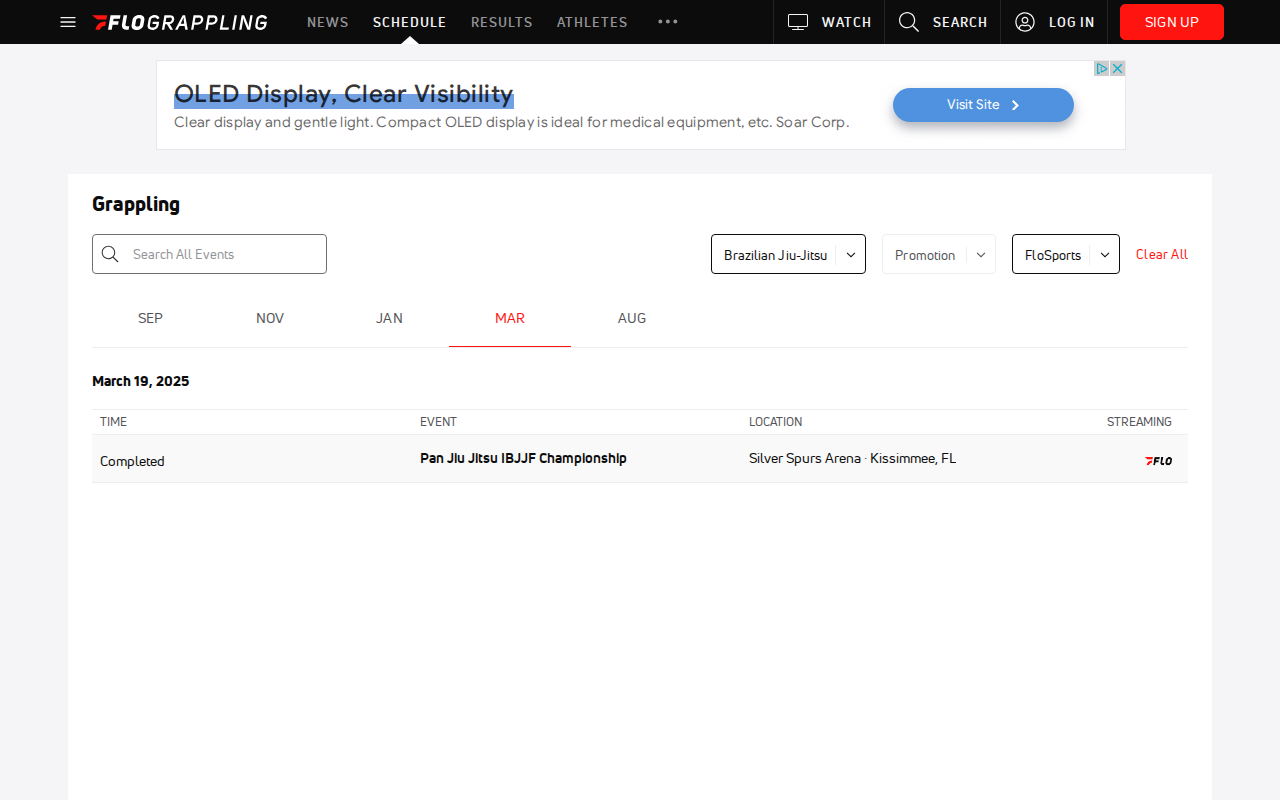 FLOGRAPPLING NEWS SCHEDULE RESULTS ATHLETES ••• WATCH SEARCH LOG IN SIGN UP
OLED Display, Clear Visibility
Clear display and gentle light. Compact OLED display is ideal for medical equipment, etc. Soar Corp.
Visit Site
Grappling
Search All Events
Brazilian Jiu-Jitsu
Promotion
FloSports
Clear All
SEP NOV JAN MAR AUG
March 19, 2025
TIME EVENT LOCATION STREAMING
Completed Pan Jiu Jitsu IBJJF Championship Silver Spurs Arena · Kissimmee, FL FLO